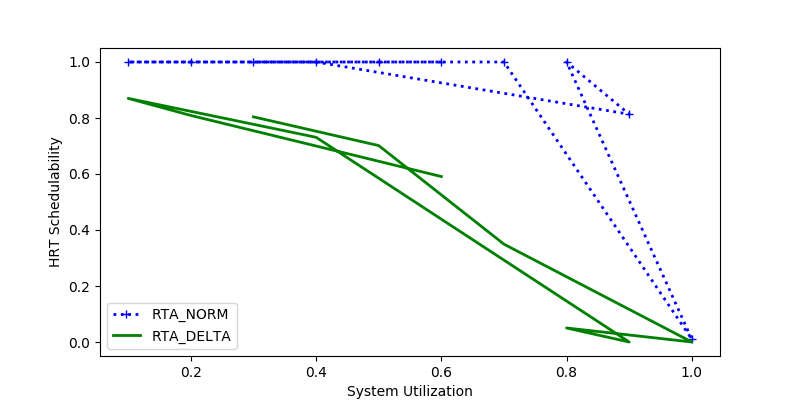 1.0
0.8
0.6
0.4
0.2
0.0
HRT Schedulability
RTA_NORM
RTA_DELTA
0.2 0.4 0.6 0.8 1.0
System Utilization